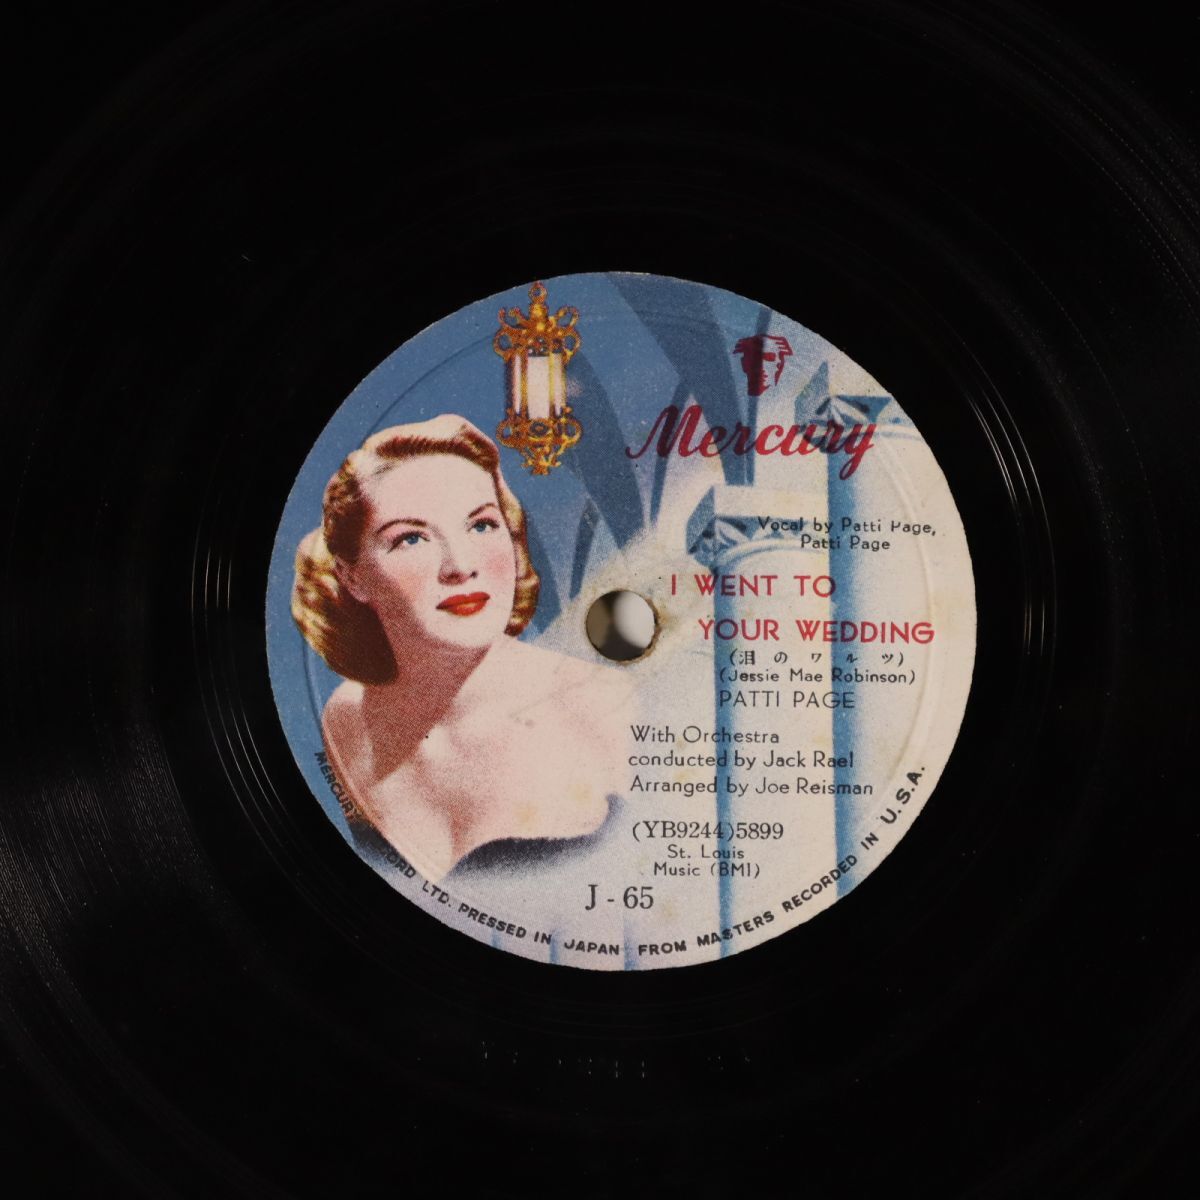 Mercury
Vocal by Patti Page,
Patti Page
I WENT TO
YOUR WEDDING
(泪のワルツ)
(Jessie Mae Robinson)
PATTI PAGE
With Orchestra
conducted by Jack Rael
Arranged by Joe Reisman
(YB9244)5899
St. Louis
Music (BMI)
J-65
MERCURY LTD. PRESSED IN JAPAN FROM MASTERS RECORDED IN U.S.A.